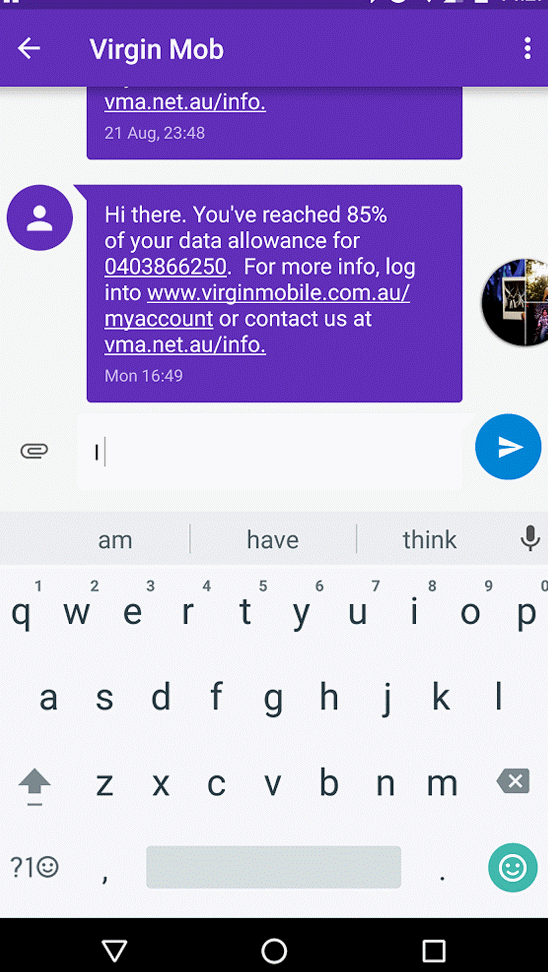 Virgin Mob
vma.net.au/info.
21 Aug, 23:48
Hi there. You've reached 85%
of your data allowance for
0403866250.  For more info, log
into www.virginmobile.com.au/
myaccount or contact us at
vma.net.au/info.
Mon 16:49
I
am have think
1 2 3 4 5 6 7 8 9 0
q w e r t y u i o p
a s d f g h j k l
z x c v b n m
?1 , .